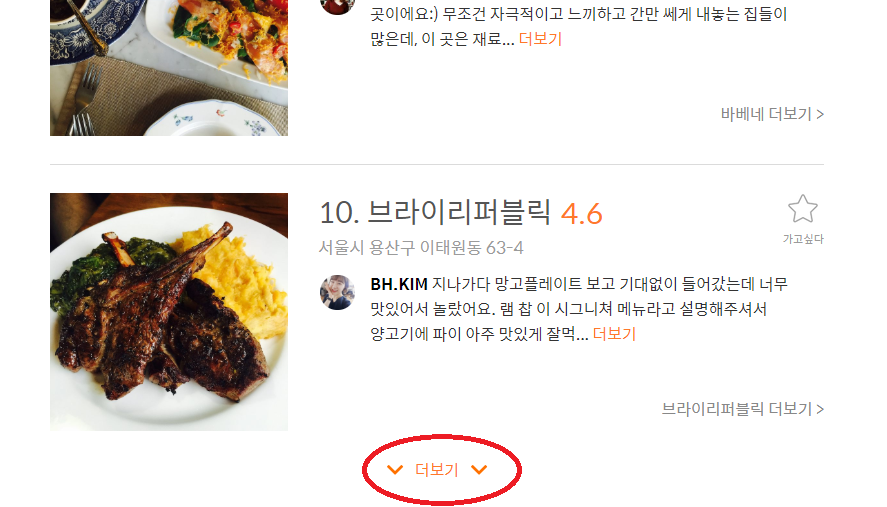 곳이에요:) 무조건 자극적이고 느끼하고 간만 쎄게 내놓는 집들이
많은데, 이 곳은 재료... 더보기
바베네 더보기 >
10. 브라이리퍼블릭 4.6
가고싶다
서울시 용산구 이태원동 63-4
BH.KIM 지나가다 망고플레이트 보고 기대없이 들어갔는데 너무
맛있어서 놀랐어요. 램 찹 이 시그니쳐 메뉴라고 설명해주셔서
양고기에 파이 아주 맛있게 잘먹... 더보기
브라이리퍼블릭 더보기 >
더보기